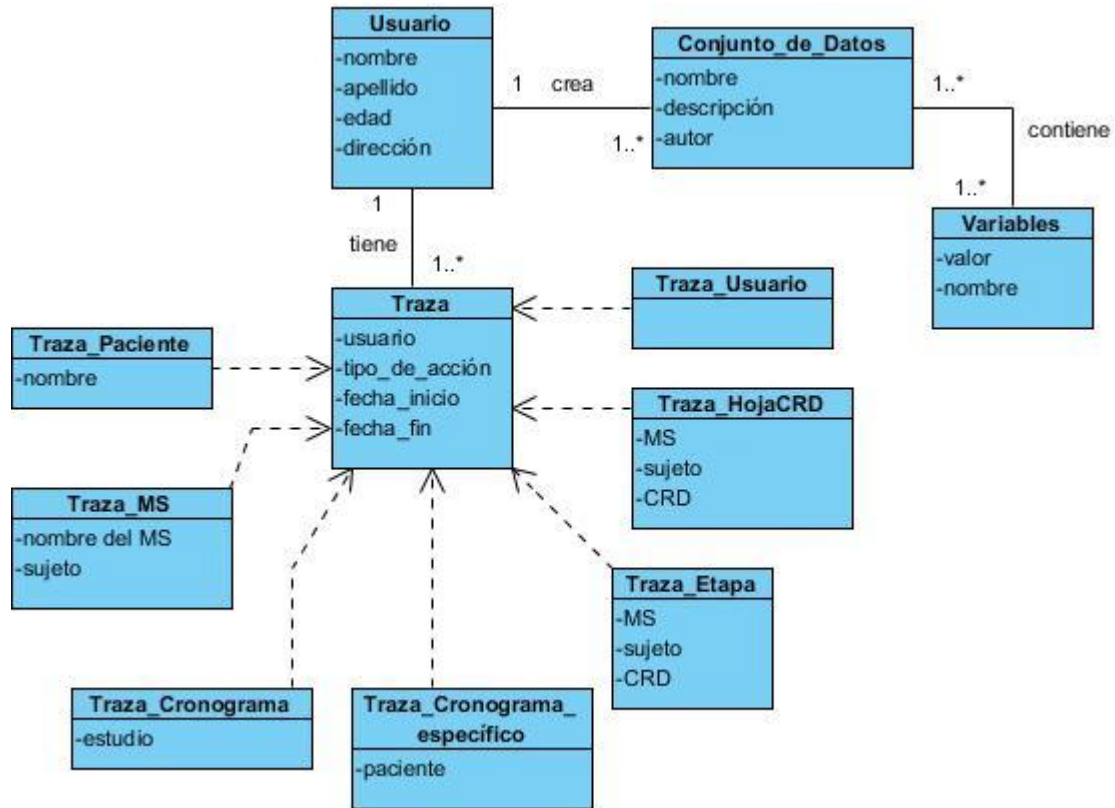 Usuario
-nombre
-apellido
-edad
-dirección
1 crea
1..*
Conjunto_de_Datos
-nombre
-descripción
-autor
1..*
contiene
1..*
Variables
-valor
-nombre
1
tiene
1..*
Traza
-usuario
-tipo_de_acción
-fecha_inicio
-fecha_fin
Traza_Usuario
Traza_Paciente
-nombre
Traza_HojaCRD
-MS
-sujeto
-CRD
Traza_MS
-nombre del MS
-sujeto
Traza_Etapa
-MS
-sujeto
-CRD
Traza_Cronograma
-estudio
Traza_Cronograma_
específico
-paciente